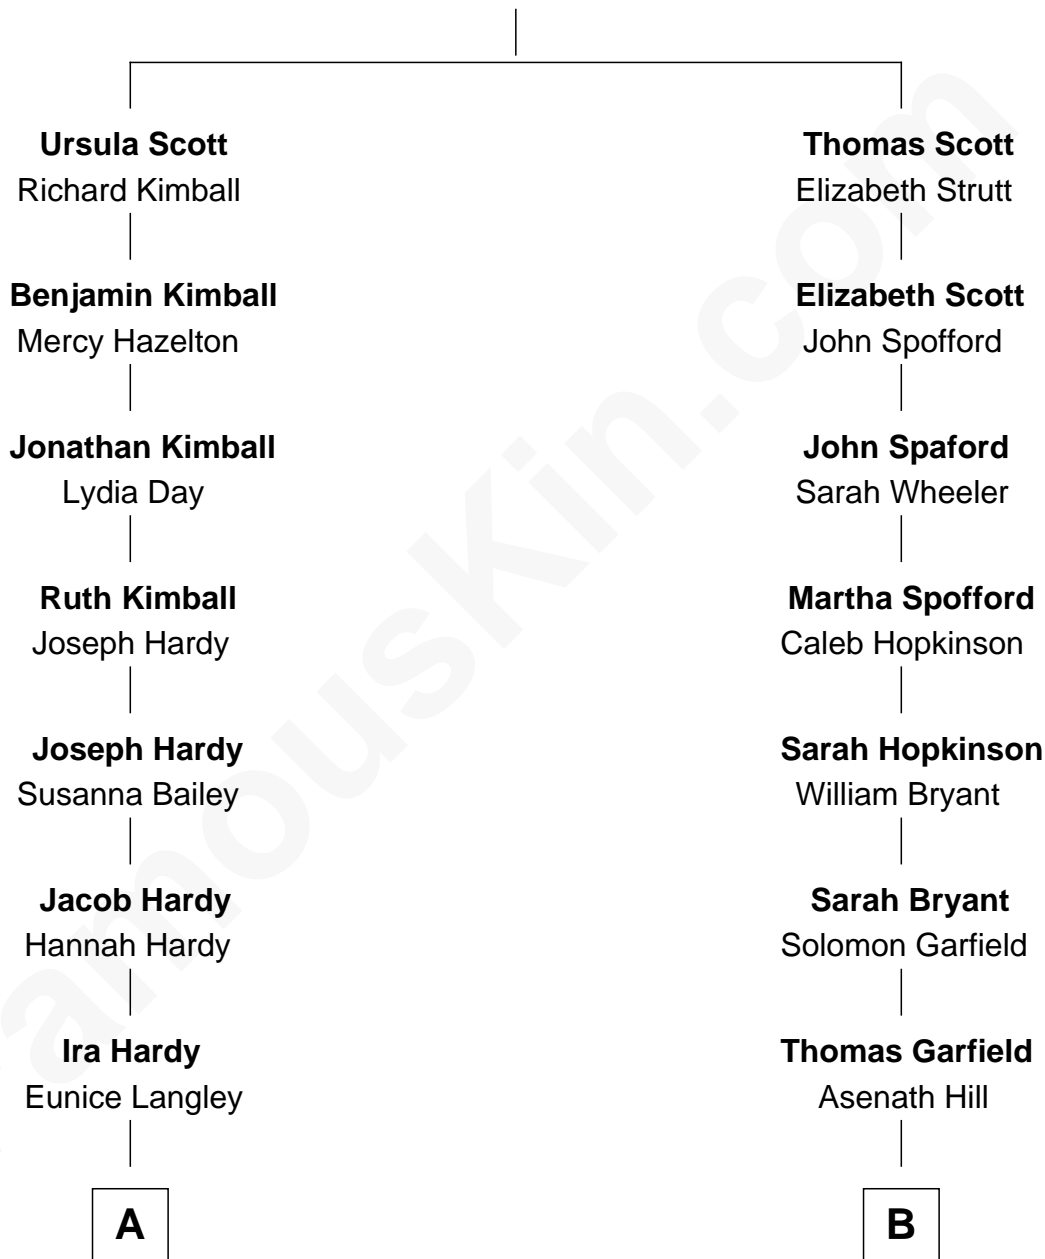 Ursula Scott
Richard Kimball
Benjamin Kimball
Mercy Hazelton
Jonathan Kimball
Lydia Day
Ruth Kimball
Joseph Hardy
Joseph Hardy
Susanna Bailey
Jacob Hardy
Hannah Hardy
Ira Hardy
Eunice Langley
A
Thomas Scott
Elizabeth Strutt
Elizabeth Scott
John Spofford
John Spaford
Sarah Wheeler
Martha Spofford
Caleb Hopkinson
Sarah Hopkinson
William Bryant
Sarah Bryant
Solomon Garfield
Thomas Garfield
Asenath Hill
B
amouskin.com